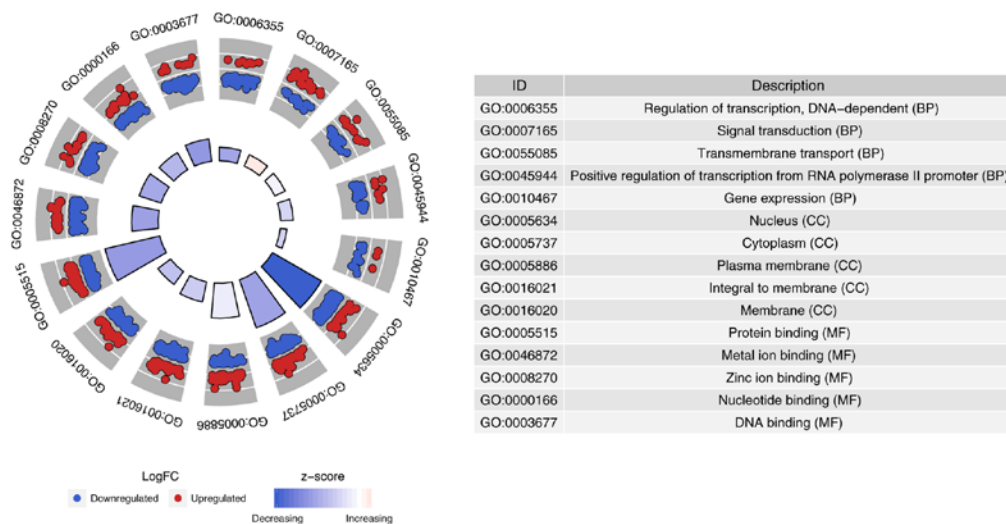 GO:0003677
GO:0006355
GO:0007165
GO:0055085
GO:0045944
GO:0010467
GO:0005634
GO:0005737
GO:0005886
GO:0016021
GO:0016020
GO:0005515
GO:0046872
GO:0008270
GO:0000166
LogFC
Downregulated Upregulated
z-score
Decreasing Increasing
ID Description
GO:0006355 Regulation of transcription, DNA-dependent (BP)
GO:0007165 Signal transduction (BP)
GO:0055085 Transmembrane transport (BP)
GO:0045944 Positive regulation of transcription from RNA polymerase II promoter (BP)
GO:0010467 Gene expression (BP)
GO:0005634 Nucleus (CC)
GO:0005737 Cytoplasm (CC)
GO:0005886 Plasma membrane (CC)
GO:0016021 Integral to membrane (CC)
GO:0016020 Membrane (CC)
GO:0005515 Protein binding (MF)
GO:0046872 Metal ion binding (MF)
GO:0008270 Zinc ion binding (MF)
GO:0000166 Nucleotide binding (MF)
GO:0003677 DNA binding (MF)